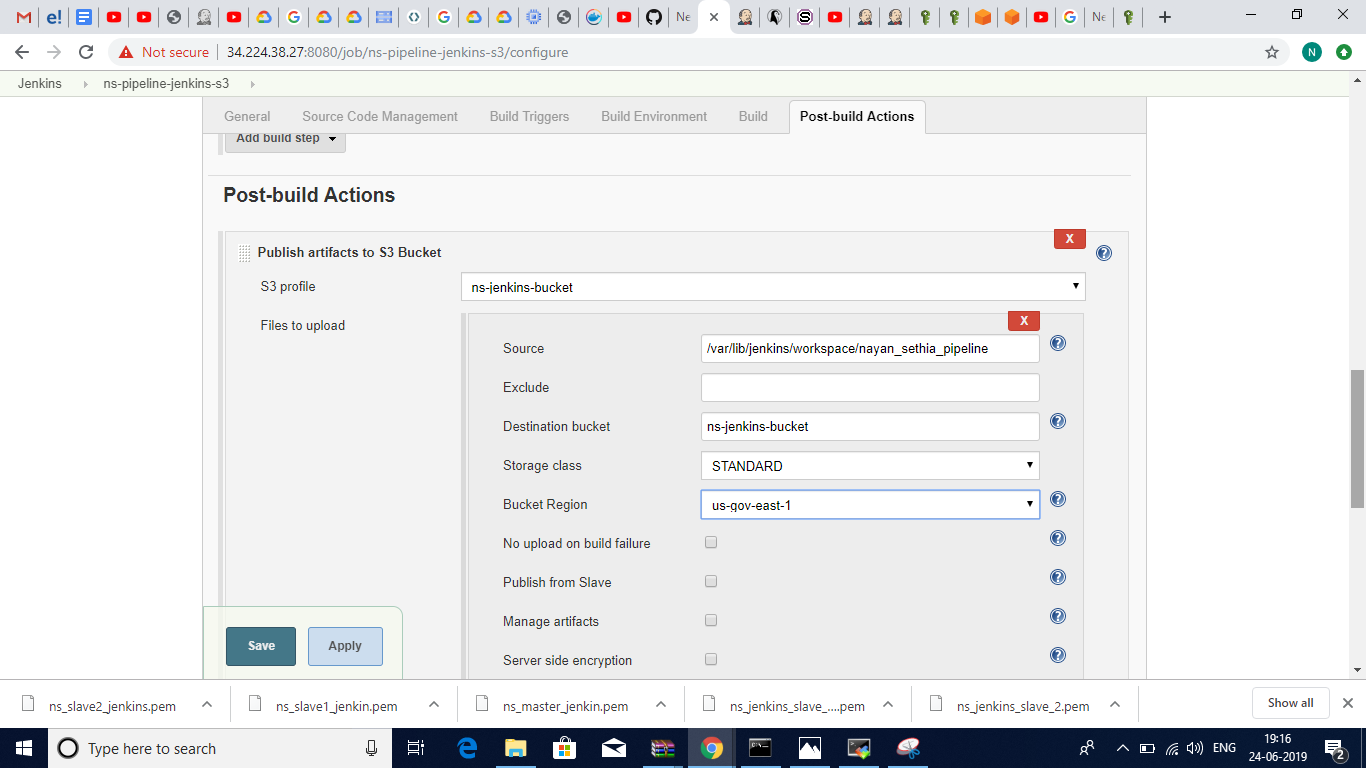 Ne
Ne
Not secure
34.224.38.27:8080/job/ns-pipeline-jenkins-s3/configure
N
Jenkins
ns-pipeline-jenkins-s3
General
Source Code Management
Build Triggers
Build Environment
Build
Post-build Actions
Add build step
Post-build Actions
X
Publish artifacts to S3 Bucket
?
S3 profile
ns-jenkins-bucket
Files to upload
X
Source
/var/lib/jenkins/workspace/nayan_sethia_pipeline
?
Exclude
Destination bucket
ns-jenkins-bucket
?
Storage class
STANDARD
Bucket Region
us-gov-east-1
?
No upload on build failure
?
Publish from Slave
?
Manage artifacts
?
Server side encryption
?
Save
Apply
ns_slave2_jenkins.pem
ns_slave1_jenkin.pem
ns_master_jenkin.pem
ns_jenkins_slave_....pem
ns_jenkins_slave_2.pem
Show all
Type here to search
ENG
19:16
24-06-2019
2